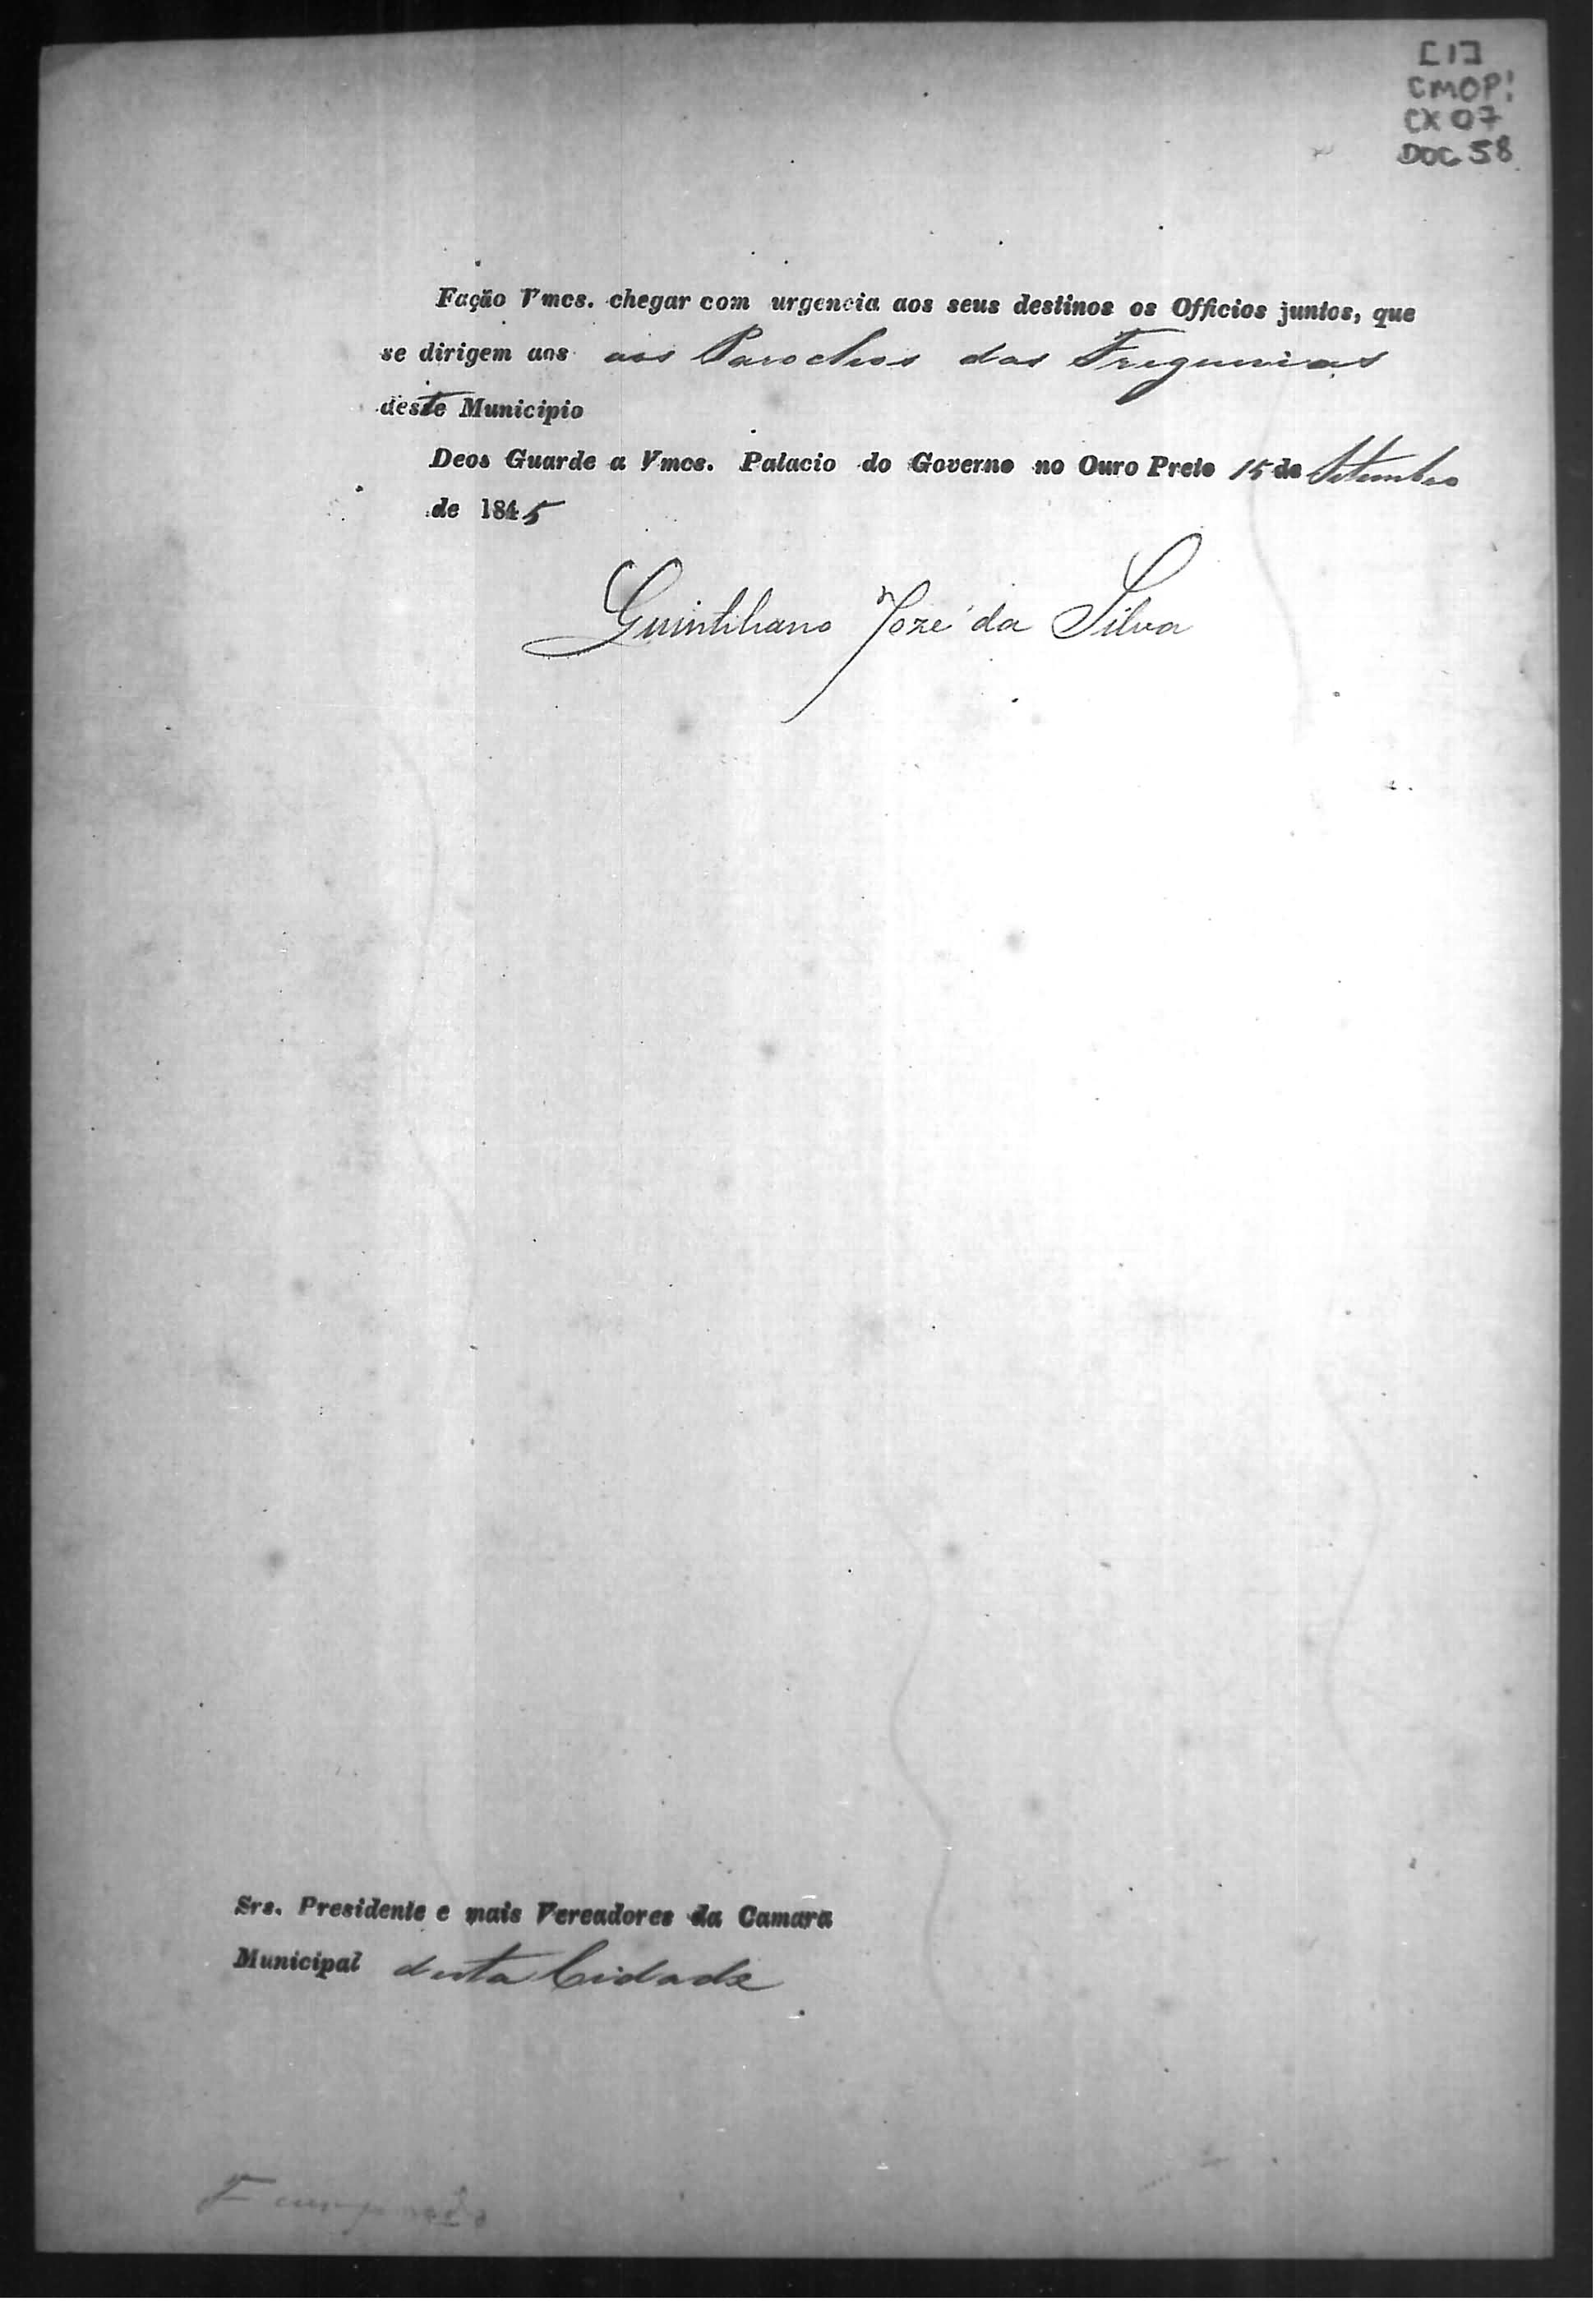 [1]
CMOP!
CX 07
DOC 58
Fação Vmcs. chegar com urgencia aos seus destinos os Officios juntos, que
se dirigem aos aos Parochos das Freguezias
deste Municipio
Deos Guarde a Vmcs. Palacio do Governo no Ouro Preto 15 de Setembro
de 1845
Quintiliano Joze da Silva
Srs. Presidente e mais Vereadores da Camara
Municipal desta Cidade